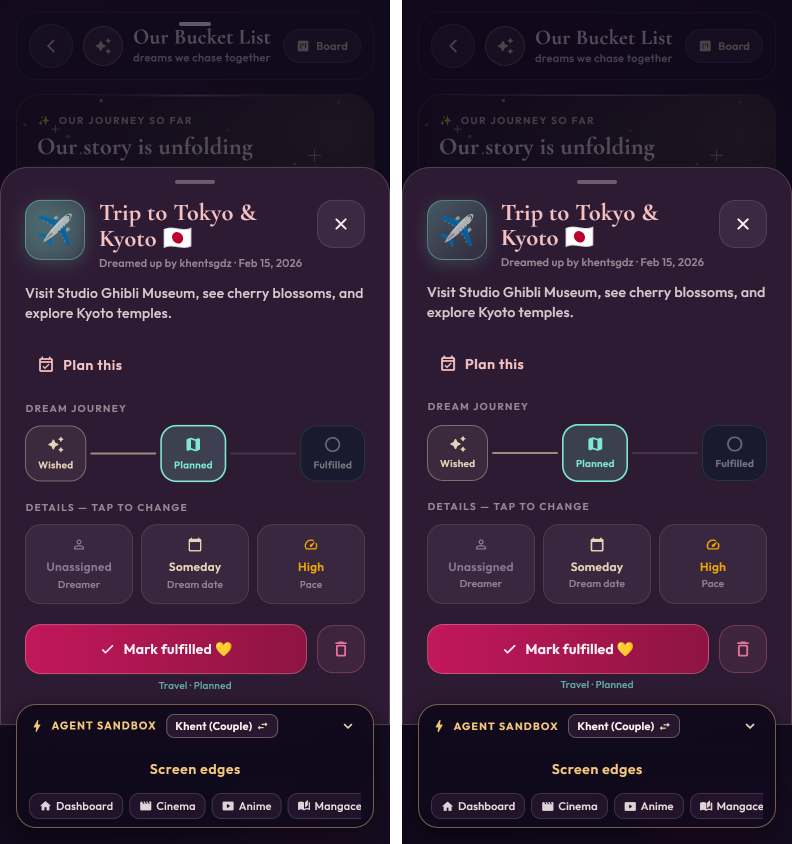 Our Bucket List
dreams we chase together
Board
✨ OUR JOURNEY SO FAR
Our story is unfolding
Trip to Tokyo &
Kyoto 🇯🇵
Dreamed up by khentsgdz · Feb 15, 2026
Visit Studio Ghibli Museum, see cherry blossoms, and
explore Kyoto temples.
Plan this
DREAM JOURNEY
Wished
Planned
Fulfilled
DETAILS — TAP TO CHANGE
Unassigned
Dreamer
Someday
Dream date
High
Pace
Mark fulfilled 💛
Travel · Planned
AGENT SANDBOX
Khent (Couple)
Screen edges
Dashboard
Cinema
Anime
Mangace
Our Bucket List
dreams we chase together
Board
✨ OUR JOURNEY SO FAR
Our story is unfolding
Trip to Tokyo &
Kyoto 🇯🇵
Dreamed up by khentsgdz · Feb 15, 2026
Visit Studio Ghibli Museum, see cherry blossoms, and
explore Kyoto temples.
Plan this
DREAM JOURNEY
Wished
Planned
Fulfilled
DETAILS — TAP TO CHANGE
Unassigned
Dreamer
Someday
Dream date
High
Pace
Mark fulfilled 💛
Travel · Planned
AGENT SANDBOX
Khent (Couple)
Screen edges
Dashboard
Cinema
Anime
Mangace